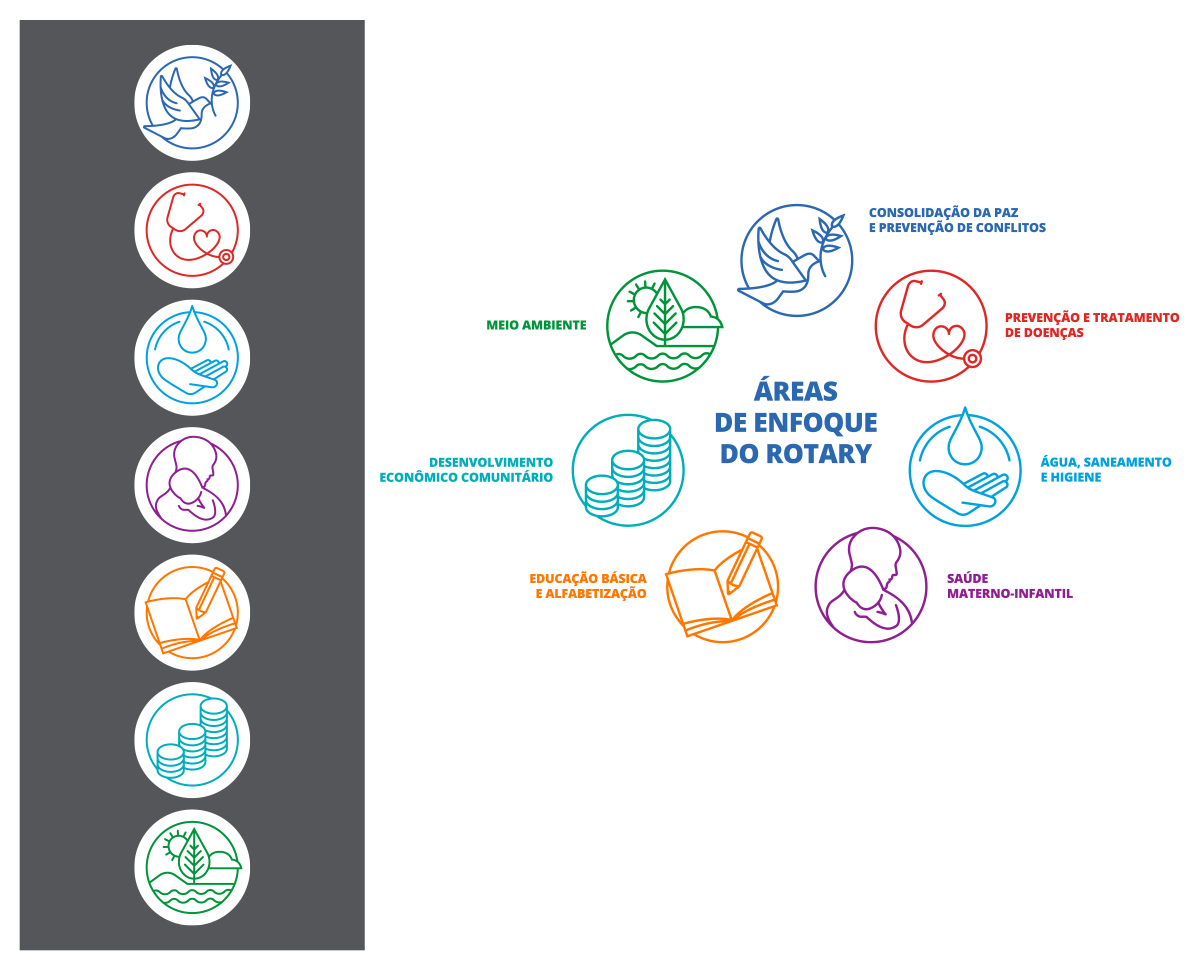 CONSOLIDAÇÃO DA PAZ
E PREVENÇÃO DE CONFLITOS
MEIO AMBIENTE
PREVENÇÃO E TRATAMENTO
DE DOENÇAS
ÁREAS
DE ENFOQUE
DO ROTARY
DESENVOLVIMENTO
ECONÔMICO COMUNITÁRIO
ÁGUA, SANEAMENTO
E HIGIENE
EDUCAÇÃO BÁSICA
E ALFABETIZAÇÃO
SAÚDE
MATERNO-INFANTIL